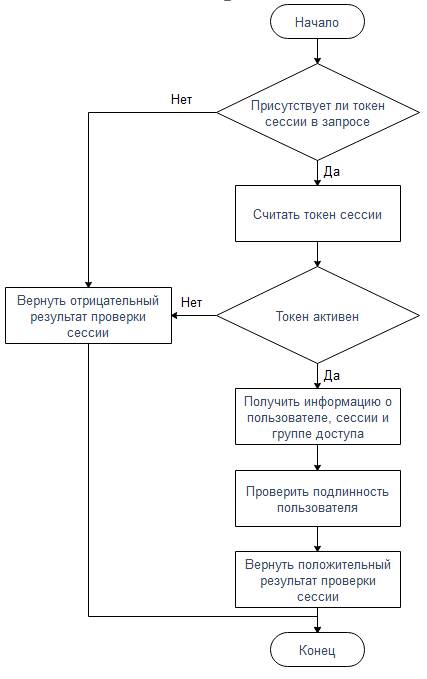 Начало
Присутствует ли токен
сессии в запросе
Нет
Да
Считать токен сессии
Токен активен
Нет
Вернуть отрицательный
результат проверки
сессии
Да
Получить информацию о
пользователе, сессии и
группе доступа
Проверить подлинность
пользователя
Вернуть положительный
результат проверки
сессии
Конец